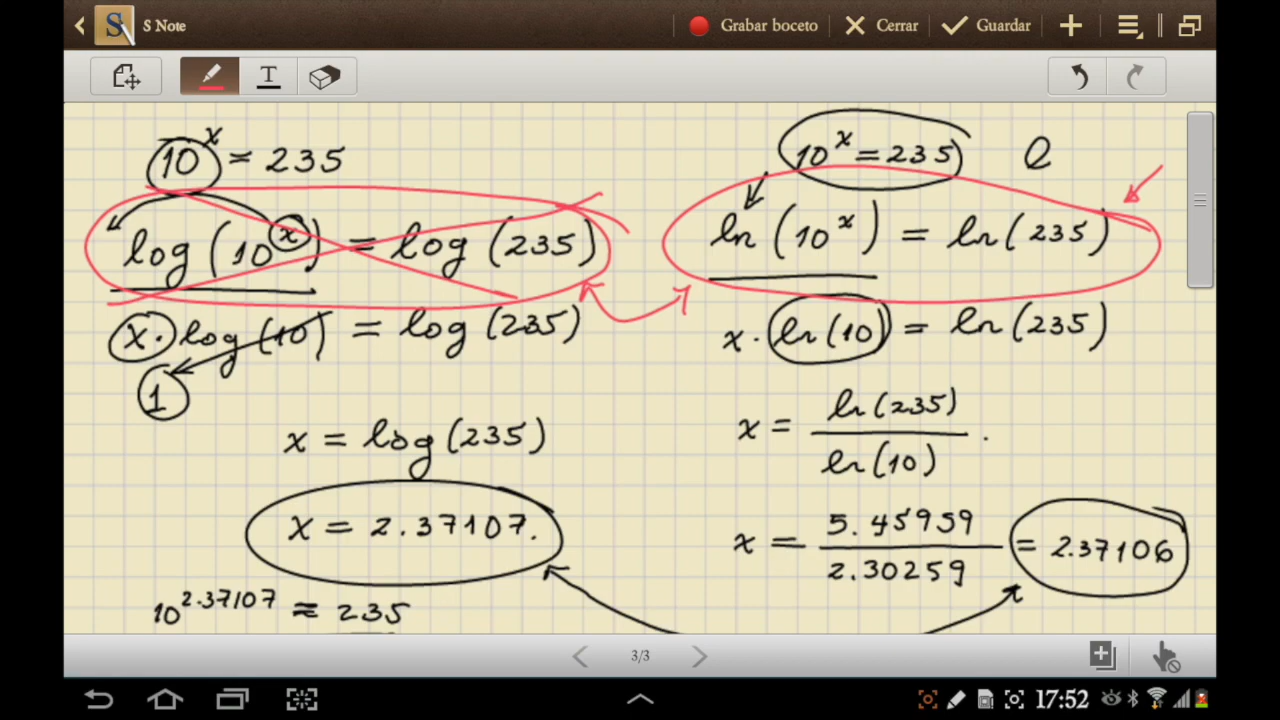 S Note
Grabar boceto
Cerrar
Guardar
T
10^x = 235
log (10^x) = log (235)
x · log (10) = log (235)
1
x = log (235)
x = 2.37107.
10^2.37107 ≈ 235
10^x = 235 e
ln (10^x) = ln (235)
x · ln (10) = ln (235)
x = ln (235) / ln (10) .
x = 5.45959 / 2.30259 = 2.37106
3/3
17:52